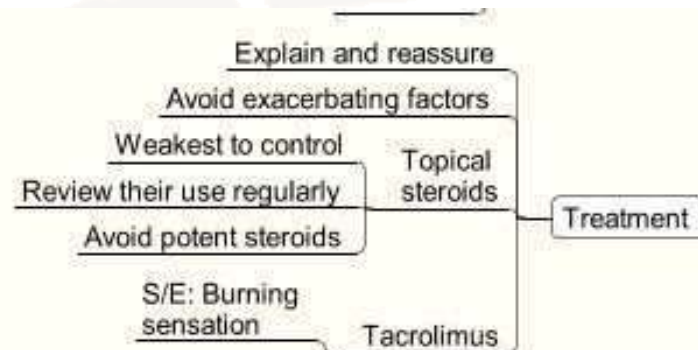 Explain and reassure
Avoid exacerbating factors
Weakest to control
Review their use regularly
Avoid potent steroids
Topical
steroids
Treatment
S/E: Burning
sensation
Tacrolimus